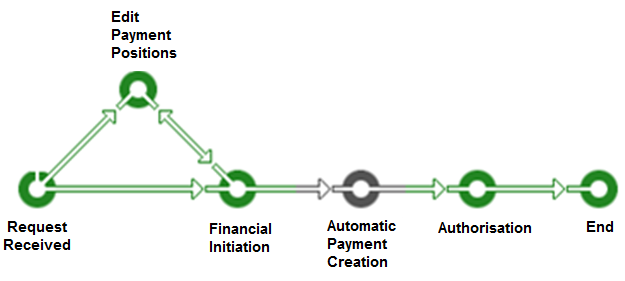 Edit
Payment
Positions
Request
Received
Financial
Initiation
Automatic
Payment
Creation
Authorisation
End